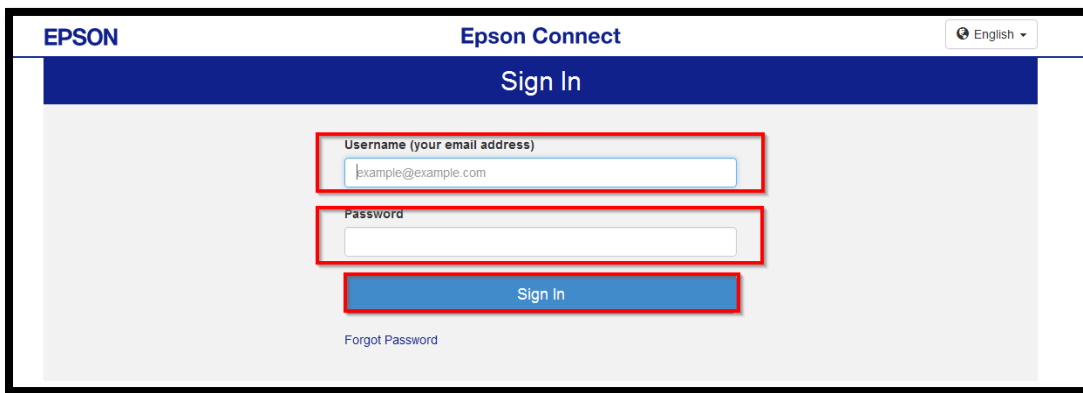 EPSON
Epson Connect
English
Sign In
Username (your email address)
example@example.com
Password
Sign In
Forgot Password